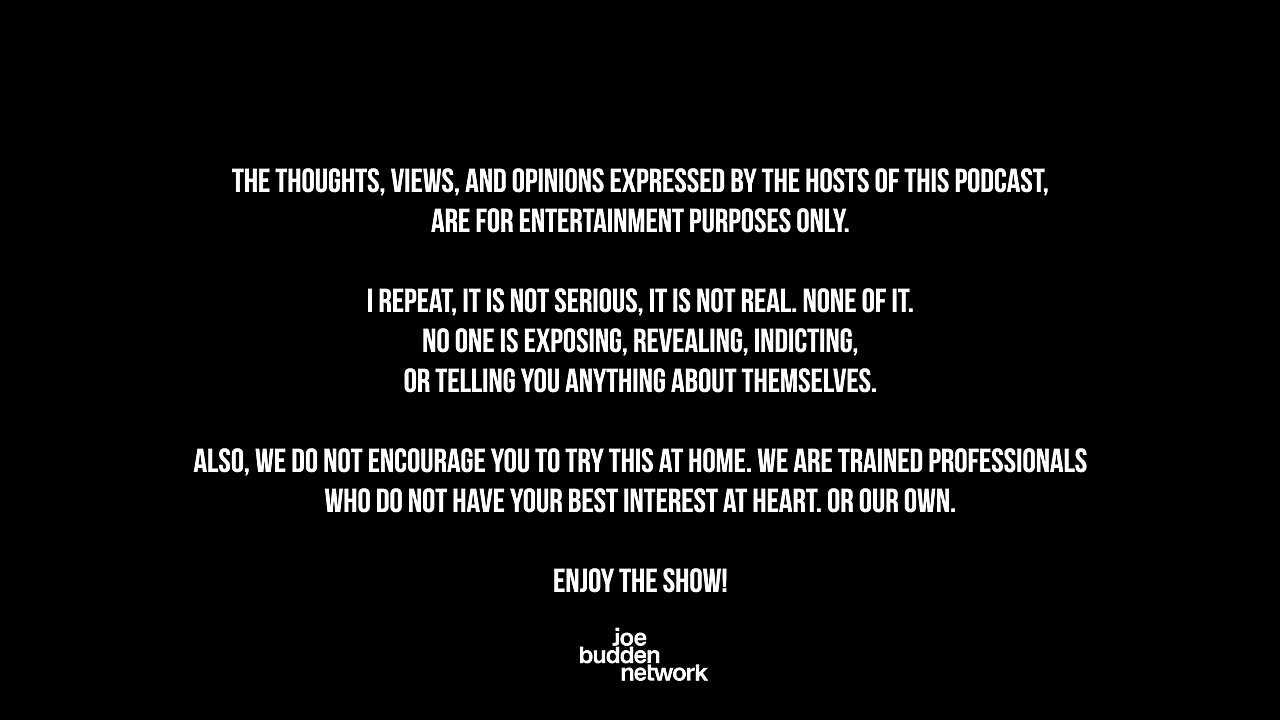 THE THOUGHTS, VIEWS, AND OPINIONS EXPRESSED BY THE HOSTS OF THIS PODCAST,
ARE FOR ENTERTAINMENT PURPOSES ONLY.
I REPEAT, IT IS NOT SERIOUS, IT IS NOT REAL. NONE OF IT.
NO ONE IS EXPOSING, REVEALING, INDICTING,
OR TELLING YOU ANYTHING ABOUT THEMSELVES.
ALSO, WE DO NOT ENCOURAGE YOU TO TRY THIS AT HOME. WE ARE TRAINED PROFESSIONALS
WHO DO NOT HAVE YOUR BEST INTEREST AT HEART. OR OUR OWN.
ENJOY THE SHOW!
joe
budden
network